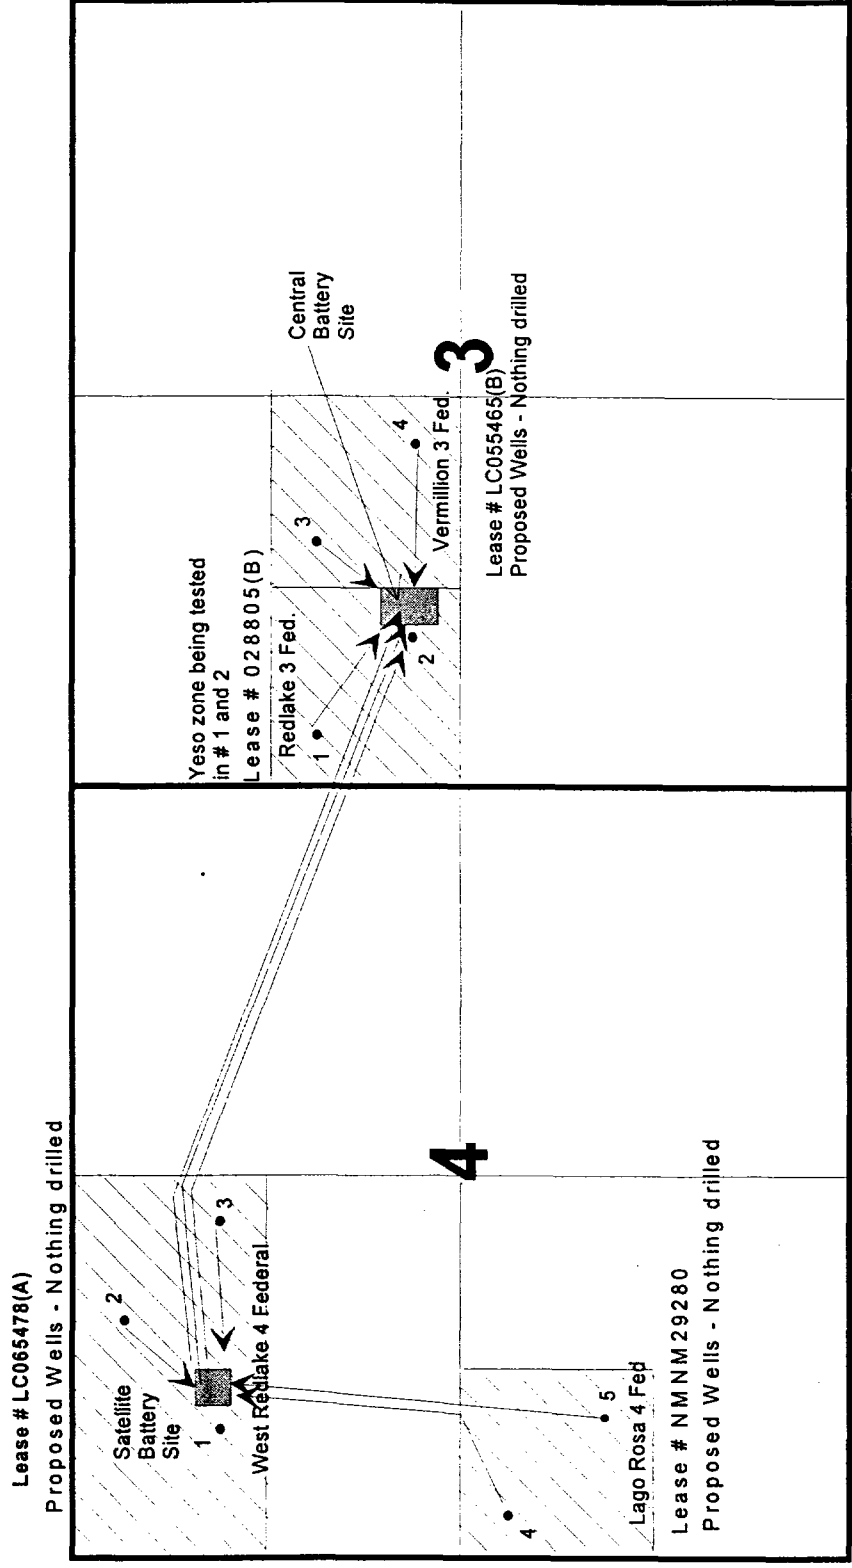 Lease # LC065478(A)
Proposed Wells - Nothing drilled
2
Satellite
Battery
Site
1
3
West Redlake 4 Federal
4
4
5
Lago Rosa 4 Fed
Lease # NMNM29280
Proposed Wells - Nothing drilled
Yeso zone being tested
in # 1 and 2
Lease # 028805(B)
Redlake 3 Fed.
1
2
3
4
Central
Battery
Site
Vermillion 3 Fed.
3
Lease # LC055465(B)
Proposed Wells - Nothing drilled